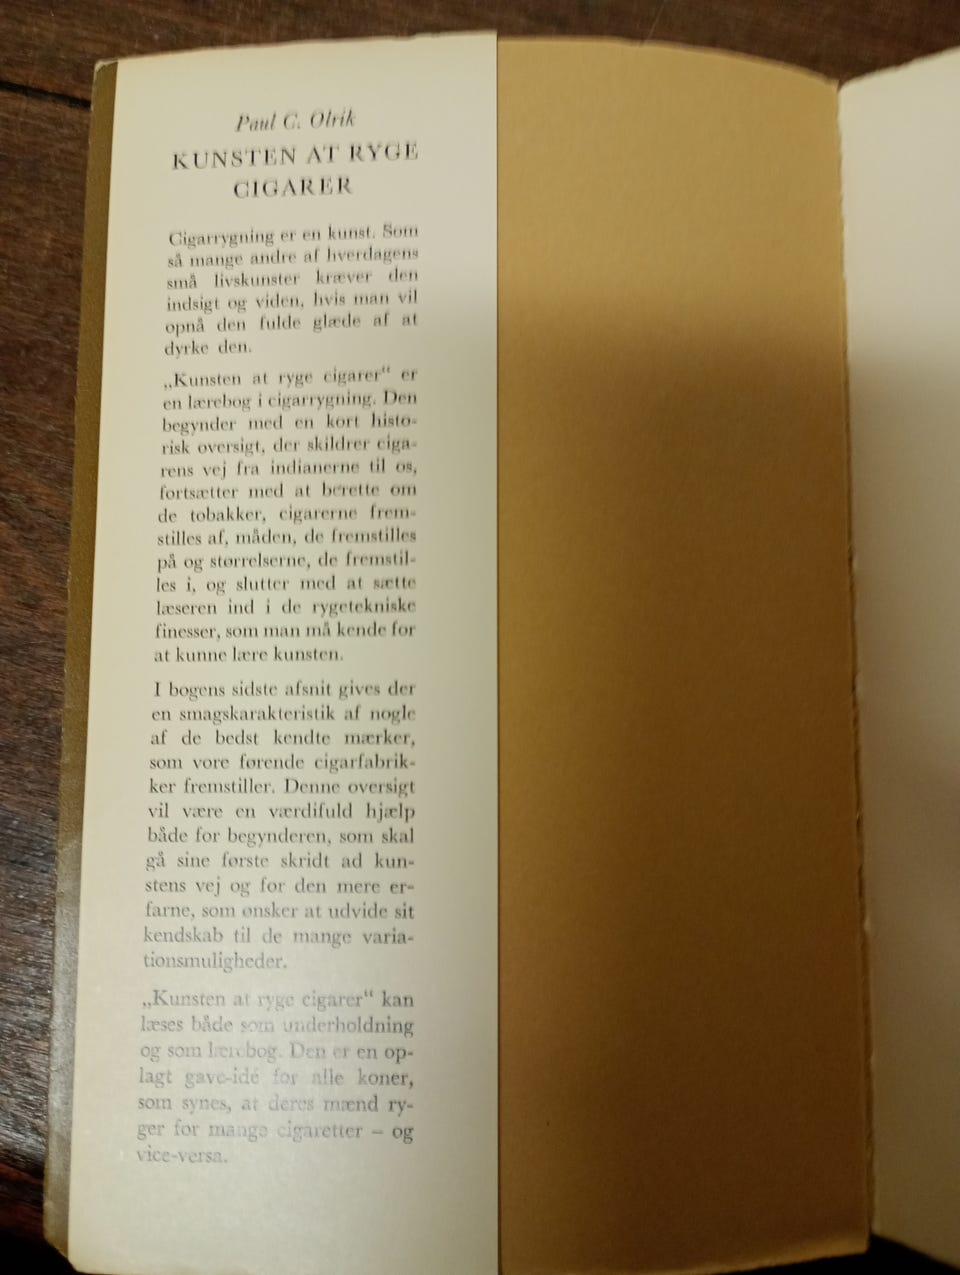 Paul C. Olrik
KUNSTEN AT RYGE
CIGARER
Cigarrygning er en kunst. Som
så mange andre af hverdagens
små livskunster kræver den
indsigt og viden, hvis man vil
opnå den fulde glæde af at
dyrke den.
„Kunsten at ryge cigarer“ er
en lærebog i cigarrygning. Den
begynder med en kort histo-
risk oversigt, der skildrer ciga-
rens vej fra indianerne til os,
fortsætter med at berette om
de tobakker, cigarerne frem-
stilles af, måden, de fremstilles
på og størrelserne, de fremstil-
les i, og slutter med at sætte
læseren ind i de rygetekniske
finesser, som man må kende for
at kunne lære kunsten.
I bogens sidste afsnit gives der
en smagskarakteristik af nogle
af de bedst kendte mærker,
som vore førende cigarfabrik-
ker fremstiller. Denne oversigt
vil være en værdifuld hjælp
både for begynderen, som skal
gå sine første skridt ad kun-
stens vej og for den mere er-
farne, som ønsker at udvide sit
kendskab til de mange varia-
tionsmuligheder.
„Kunsten at ryge cigarer“ kan
læses både som underholdning
og som lærebog. Den er en op-
lagt gave-idé for alle koner,
som synes, at deres mænd ry-
ger for mange cigaretter – og
vice-versa.